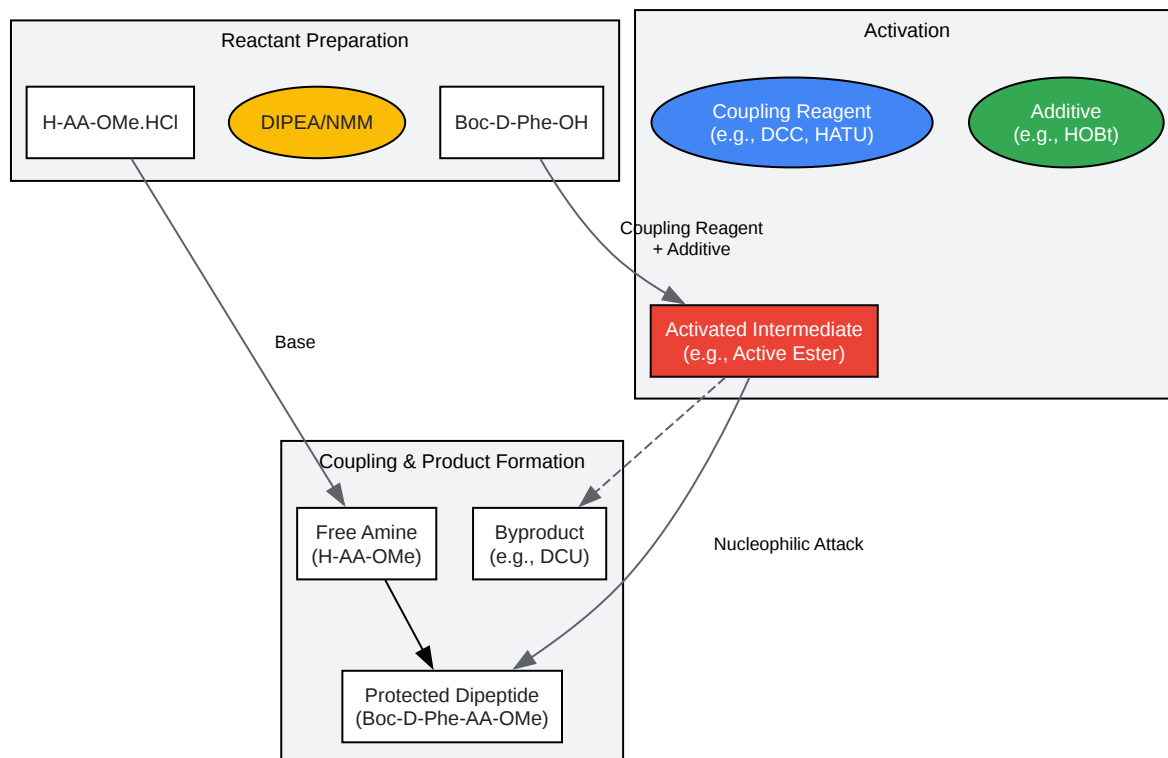 Reactant Preparation
H-AA-OMe.HCl
DIPEA/NMM
Boc-D-Phe-OH
Activation
Coupling Reagent
(e.g., DCC, HATU)
Additive
(e.g., HOBt)
Coupling Reagent
+ Additive
Activated Intermediate
(e.g., Active Ester)
Base
Coupling & Product Formation
Free Amine
(H-AA-OMe)
Byproduct
(e.g., DCU)
Nucleophilic Attack
Protected Dipeptide
(Boc-D-Phe-AA-OMe)